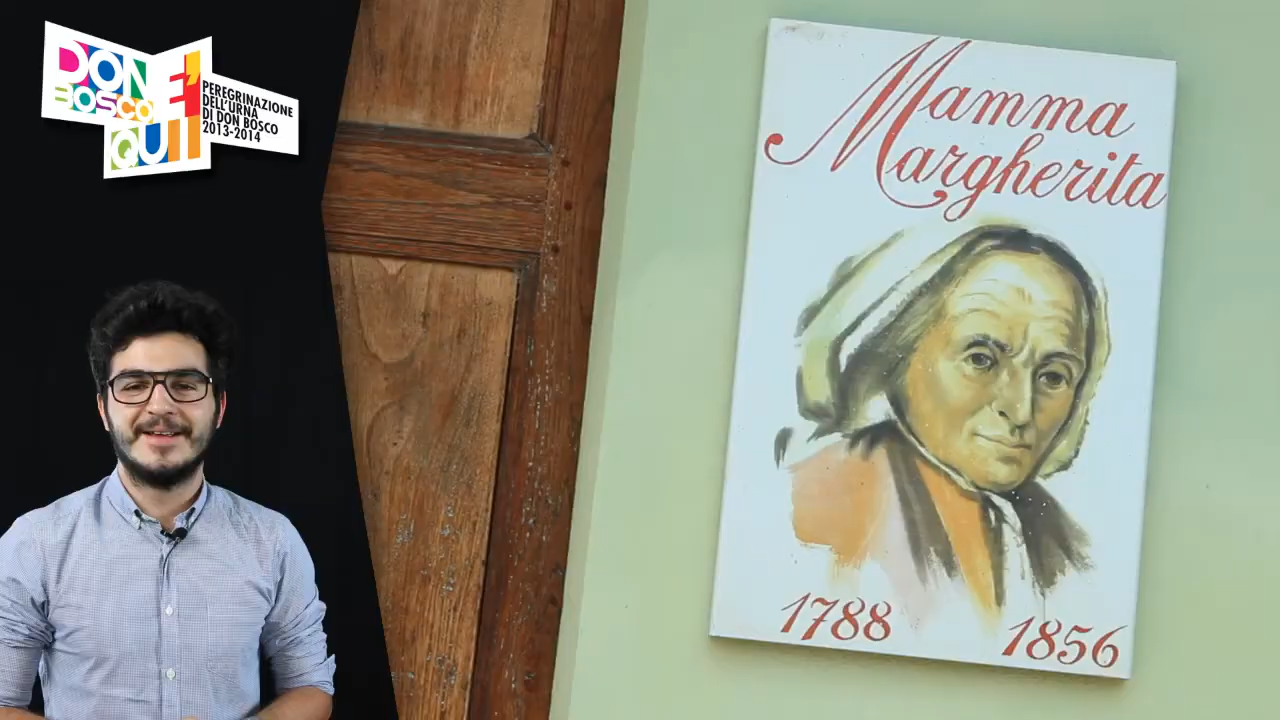 DON
BOSCO
E'
QUI
PEREGRINAZIONE
DELL'URNA
DI DON BOSCO
2013-2014
Mamma
Margherita
1788 1856